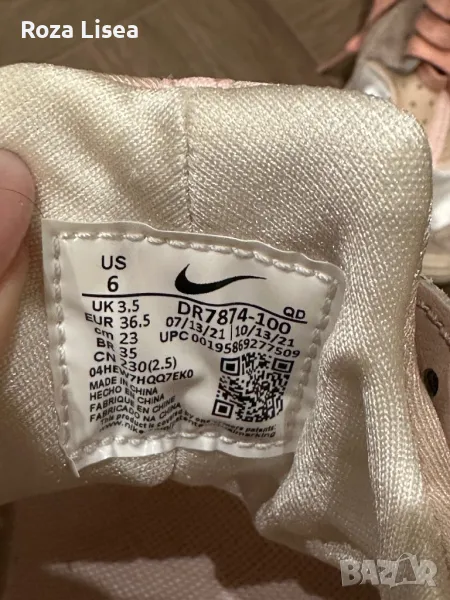 Roza Lisea
US
6
UK 3.5
EUR 36.5
cm 23
BR 35
CN 230(2.5)
04HEW7HQQ7EK0
MADE IN CHINA
HECHO EN CHINA
FABRIQUE EN CHINE
FABRICADO NA CHINA
DR7874-100 QD
07/13/21 10/13/21
UPC 00195869277509
bazar